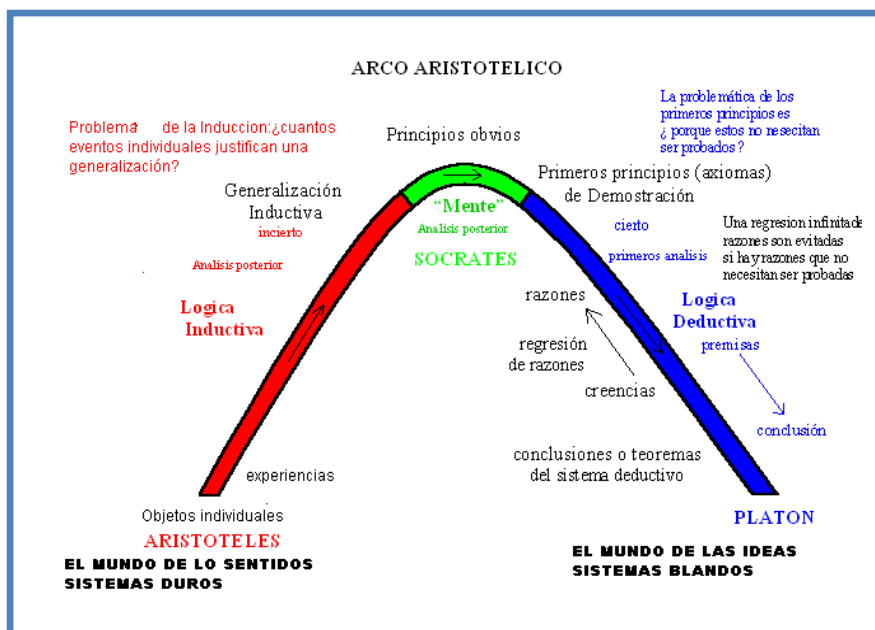 ARCO ARISTOTELICO
Problema de la Induccion:¿cuantos
eventos individuales justifican una
generalización?
Principios obvios
La problemática de los
primeros principios es
¿ porque estos no nesecitan
ser probados ?
Generalización
Inductiva
incierto
Analisis posterior
Logica
Inductiva
"Mente"
Analisis posterior
SOCRATES
Primeros principios (axiomas)
de Demostración
cierto
primeros analisis
Una regresion infinitade
razones son evitadas
si hay razones que no
necesitan ser probadas
Logica
Deductiva
premisas
conclusión
razones
regresión
de razones
creencias
conclusiones o teoremas
del sistema deductivo
experiencias
Objetos individuales
ARISTOTELES
EL MUNDO DE LO SENTIDOS
SISTEMAS DUROS
PLATON
EL MUNDO DE LAS IDEAS
SISTEMAS BLANDOS